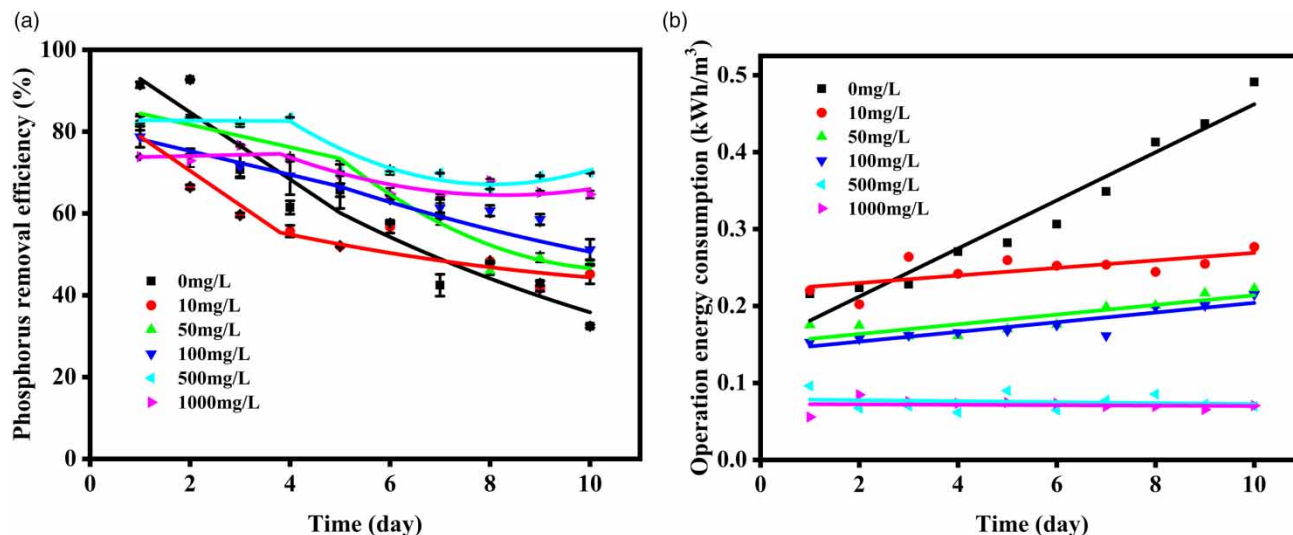 (a)
Phosphorus removal efficiency (%)
100
80
60
40
20
0
0mg/L
10mg/L
50mg/L
100mg/L
500mg/L
1000mg/L
0 2 4 6 8 10
Time (day)
(b)
Operation energy consumption (kWh/m³)
0.5
0.4
0.3
0.2
0.1
0.0
0mg/L
10mg/L
50mg/L
100mg/L
500mg/L
1000mg/L
0 2 4 6 8 10
Time (day)